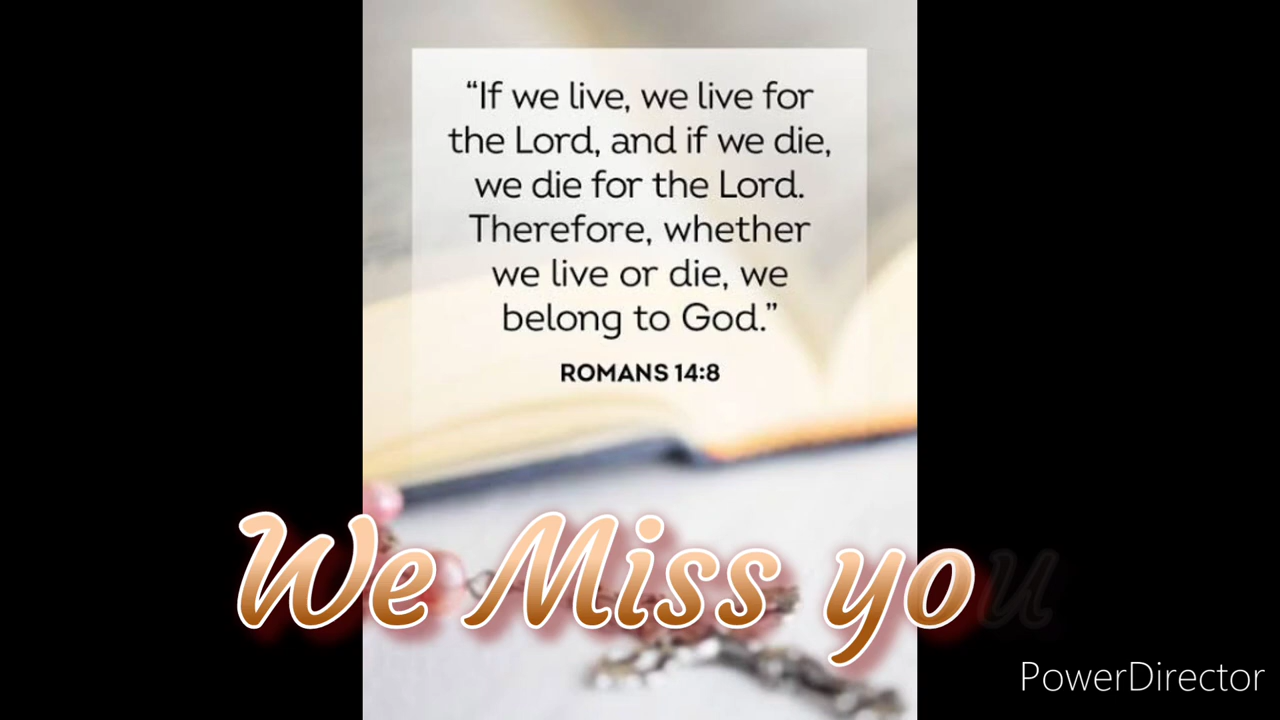 “If we live, we live for
the Lord, and if we die,
we die for the Lord.
Therefore, whether
we live or die, we
belong to God.”
ROMANS 14:8
We Miss you
PowerDirector